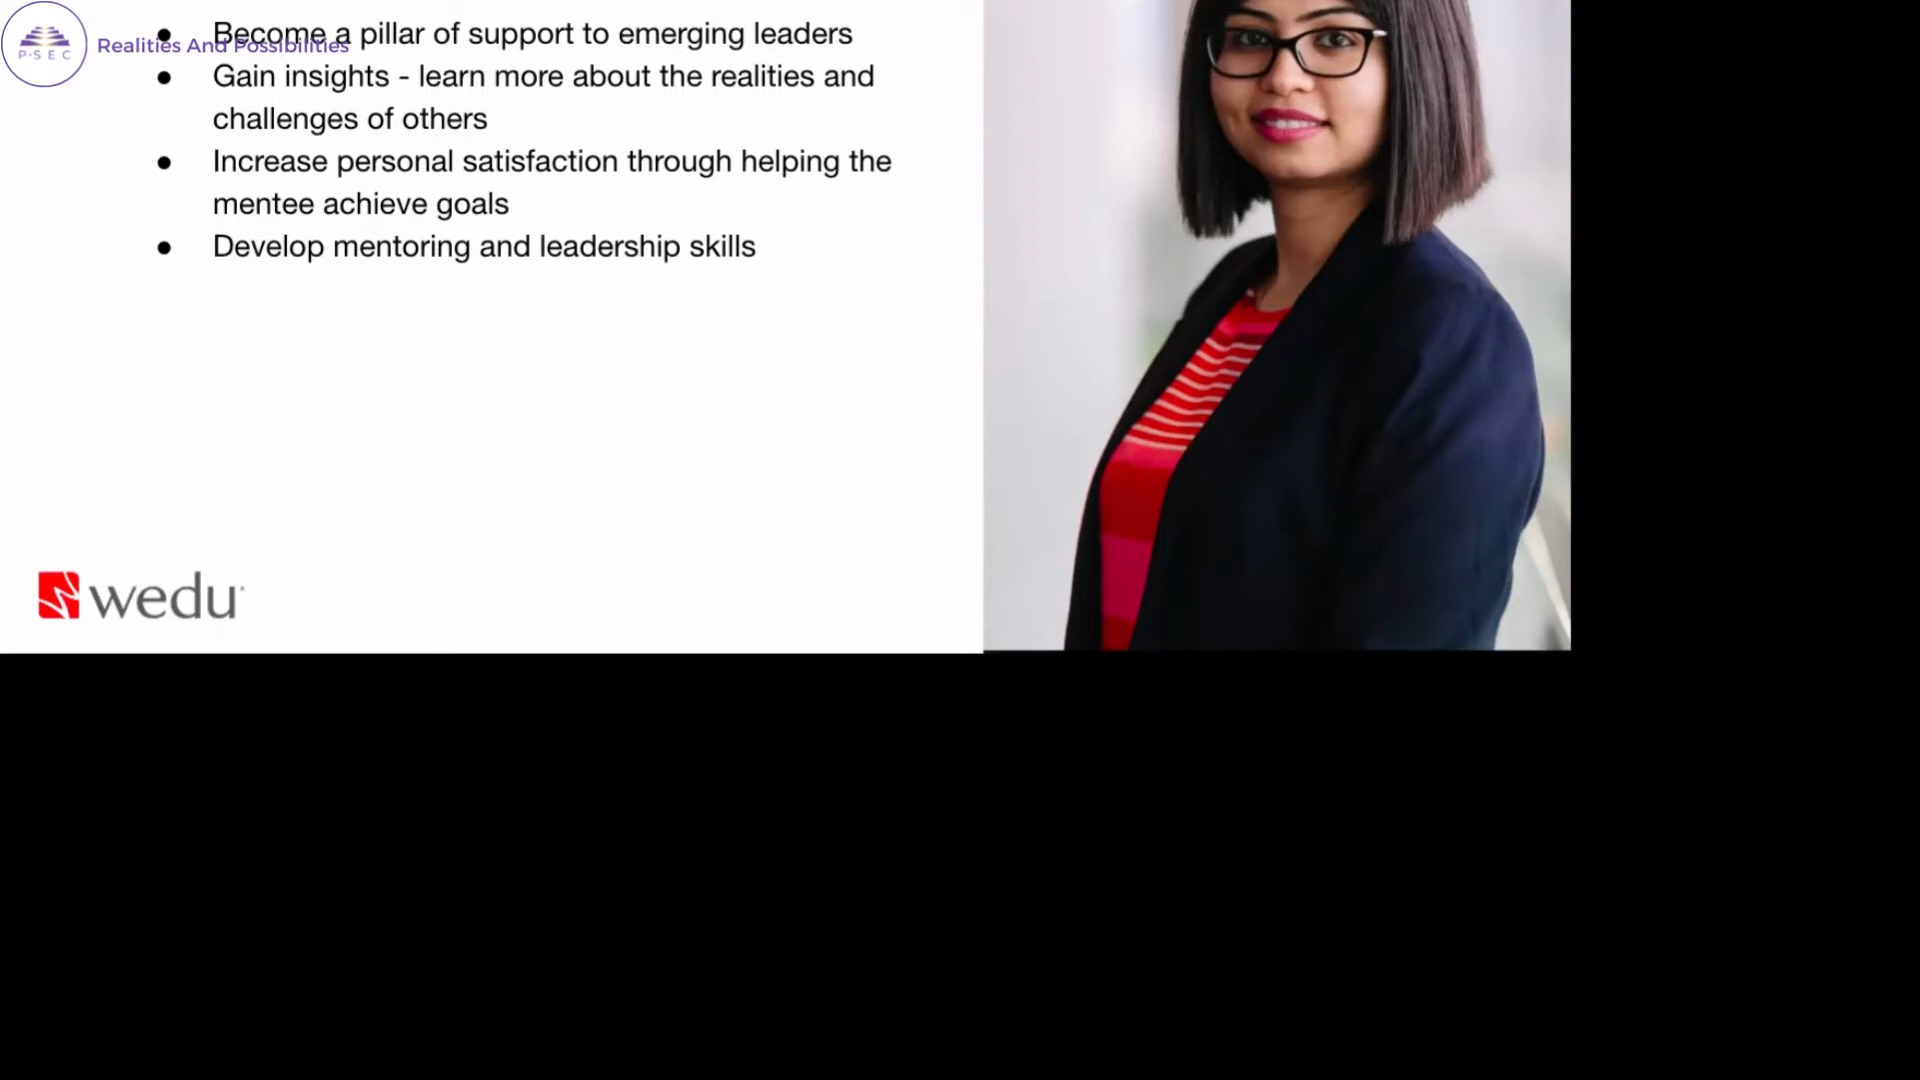 P-SEC
Realities And Possibilities
Become a pillar of support to emerging leaders
Gain insights - learn more about the realities and
challenges of others
Increase personal satisfaction through helping the
mentee achieve goals
Develop mentoring and leadership skills
wedu